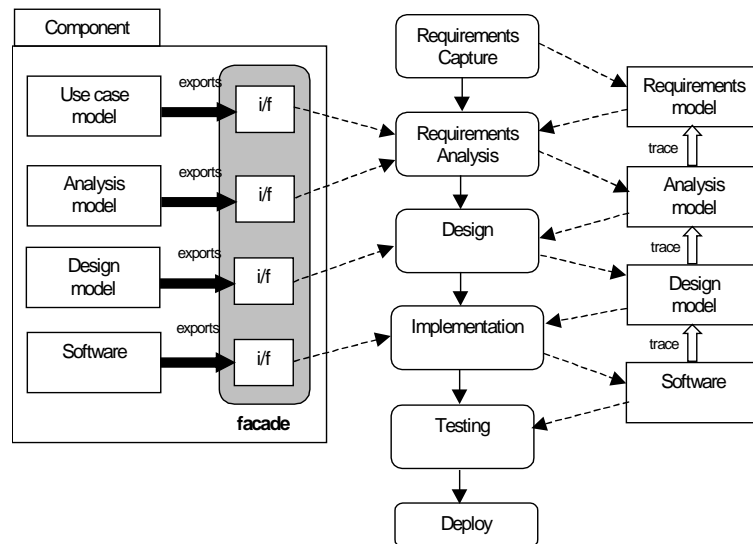 Component
Use case
model
exports
i/f
Analysis
model
exports
i/f
Design
model
exports
i/f
Software
exports
i/f
facade
Requirements
Capture
Requirements
Analysis
Design
Implementation
Testing
Deploy
Requirements
model
trace
Analysis
model
trace
Design
model
trace
Software